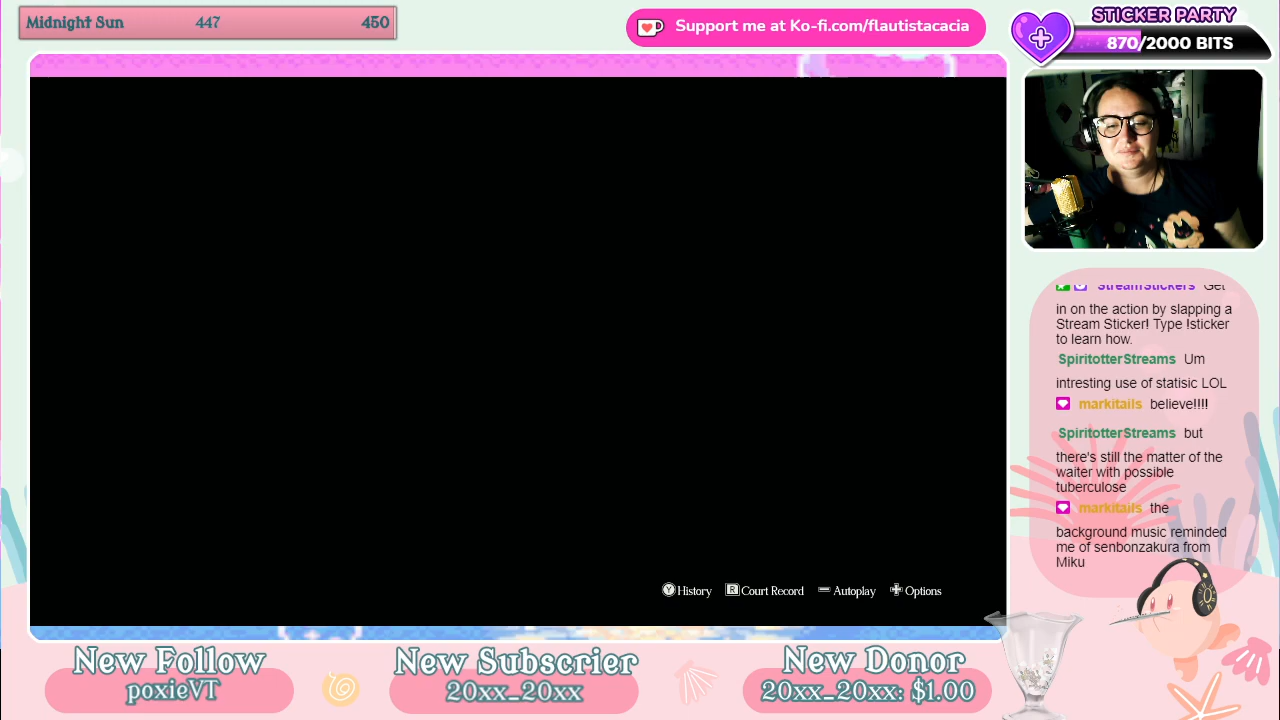 Midnight Sun 447 450
Support me at Ko-fi.com/flautistacacia
STICKER PARTY
870/2000 BITS
StreamStickers Get
in on the action by slapping a
Stream Sticker! Type !sticker
to learn how.
SpiritotterStreams Um
intresting use of statisic LOL
markitails believe!!!!
SpiritotterStreams but
there's still the matter of the
waiter with possible
tuberculose
markitails the
background music reminded
me of senbonzakura from
Miku
Y History R Court Record Autoplay Options
New Follow
poxieVT
New Subscrier
20xx_20xx
New Donor
20xx_20xx: $1.00